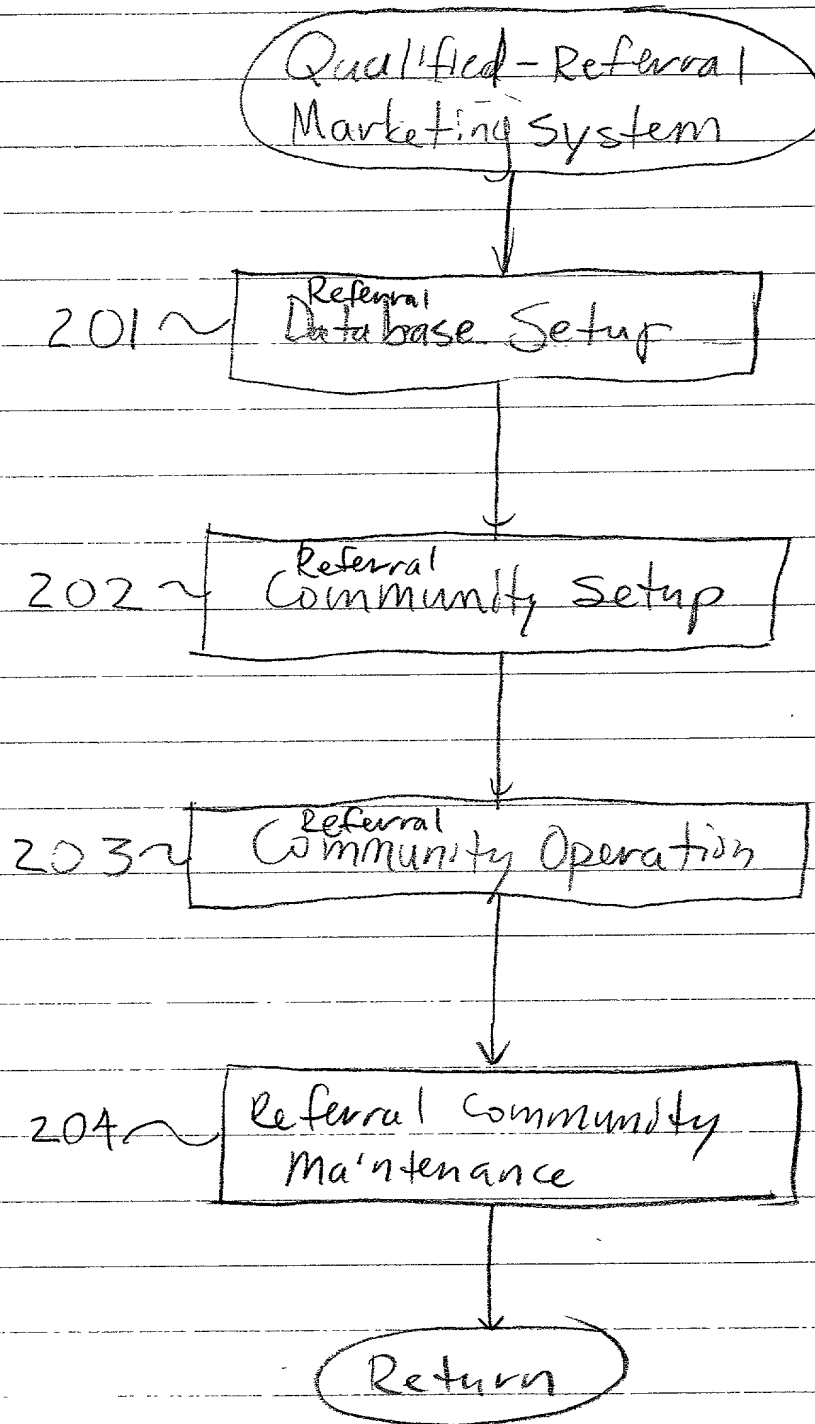 Qualified-Referral
Marketing System
Referral
201 Database Setup
Referral
202 Community Setup
Referral
203 Community Operation
204 Referral Community
Maintenance
Return